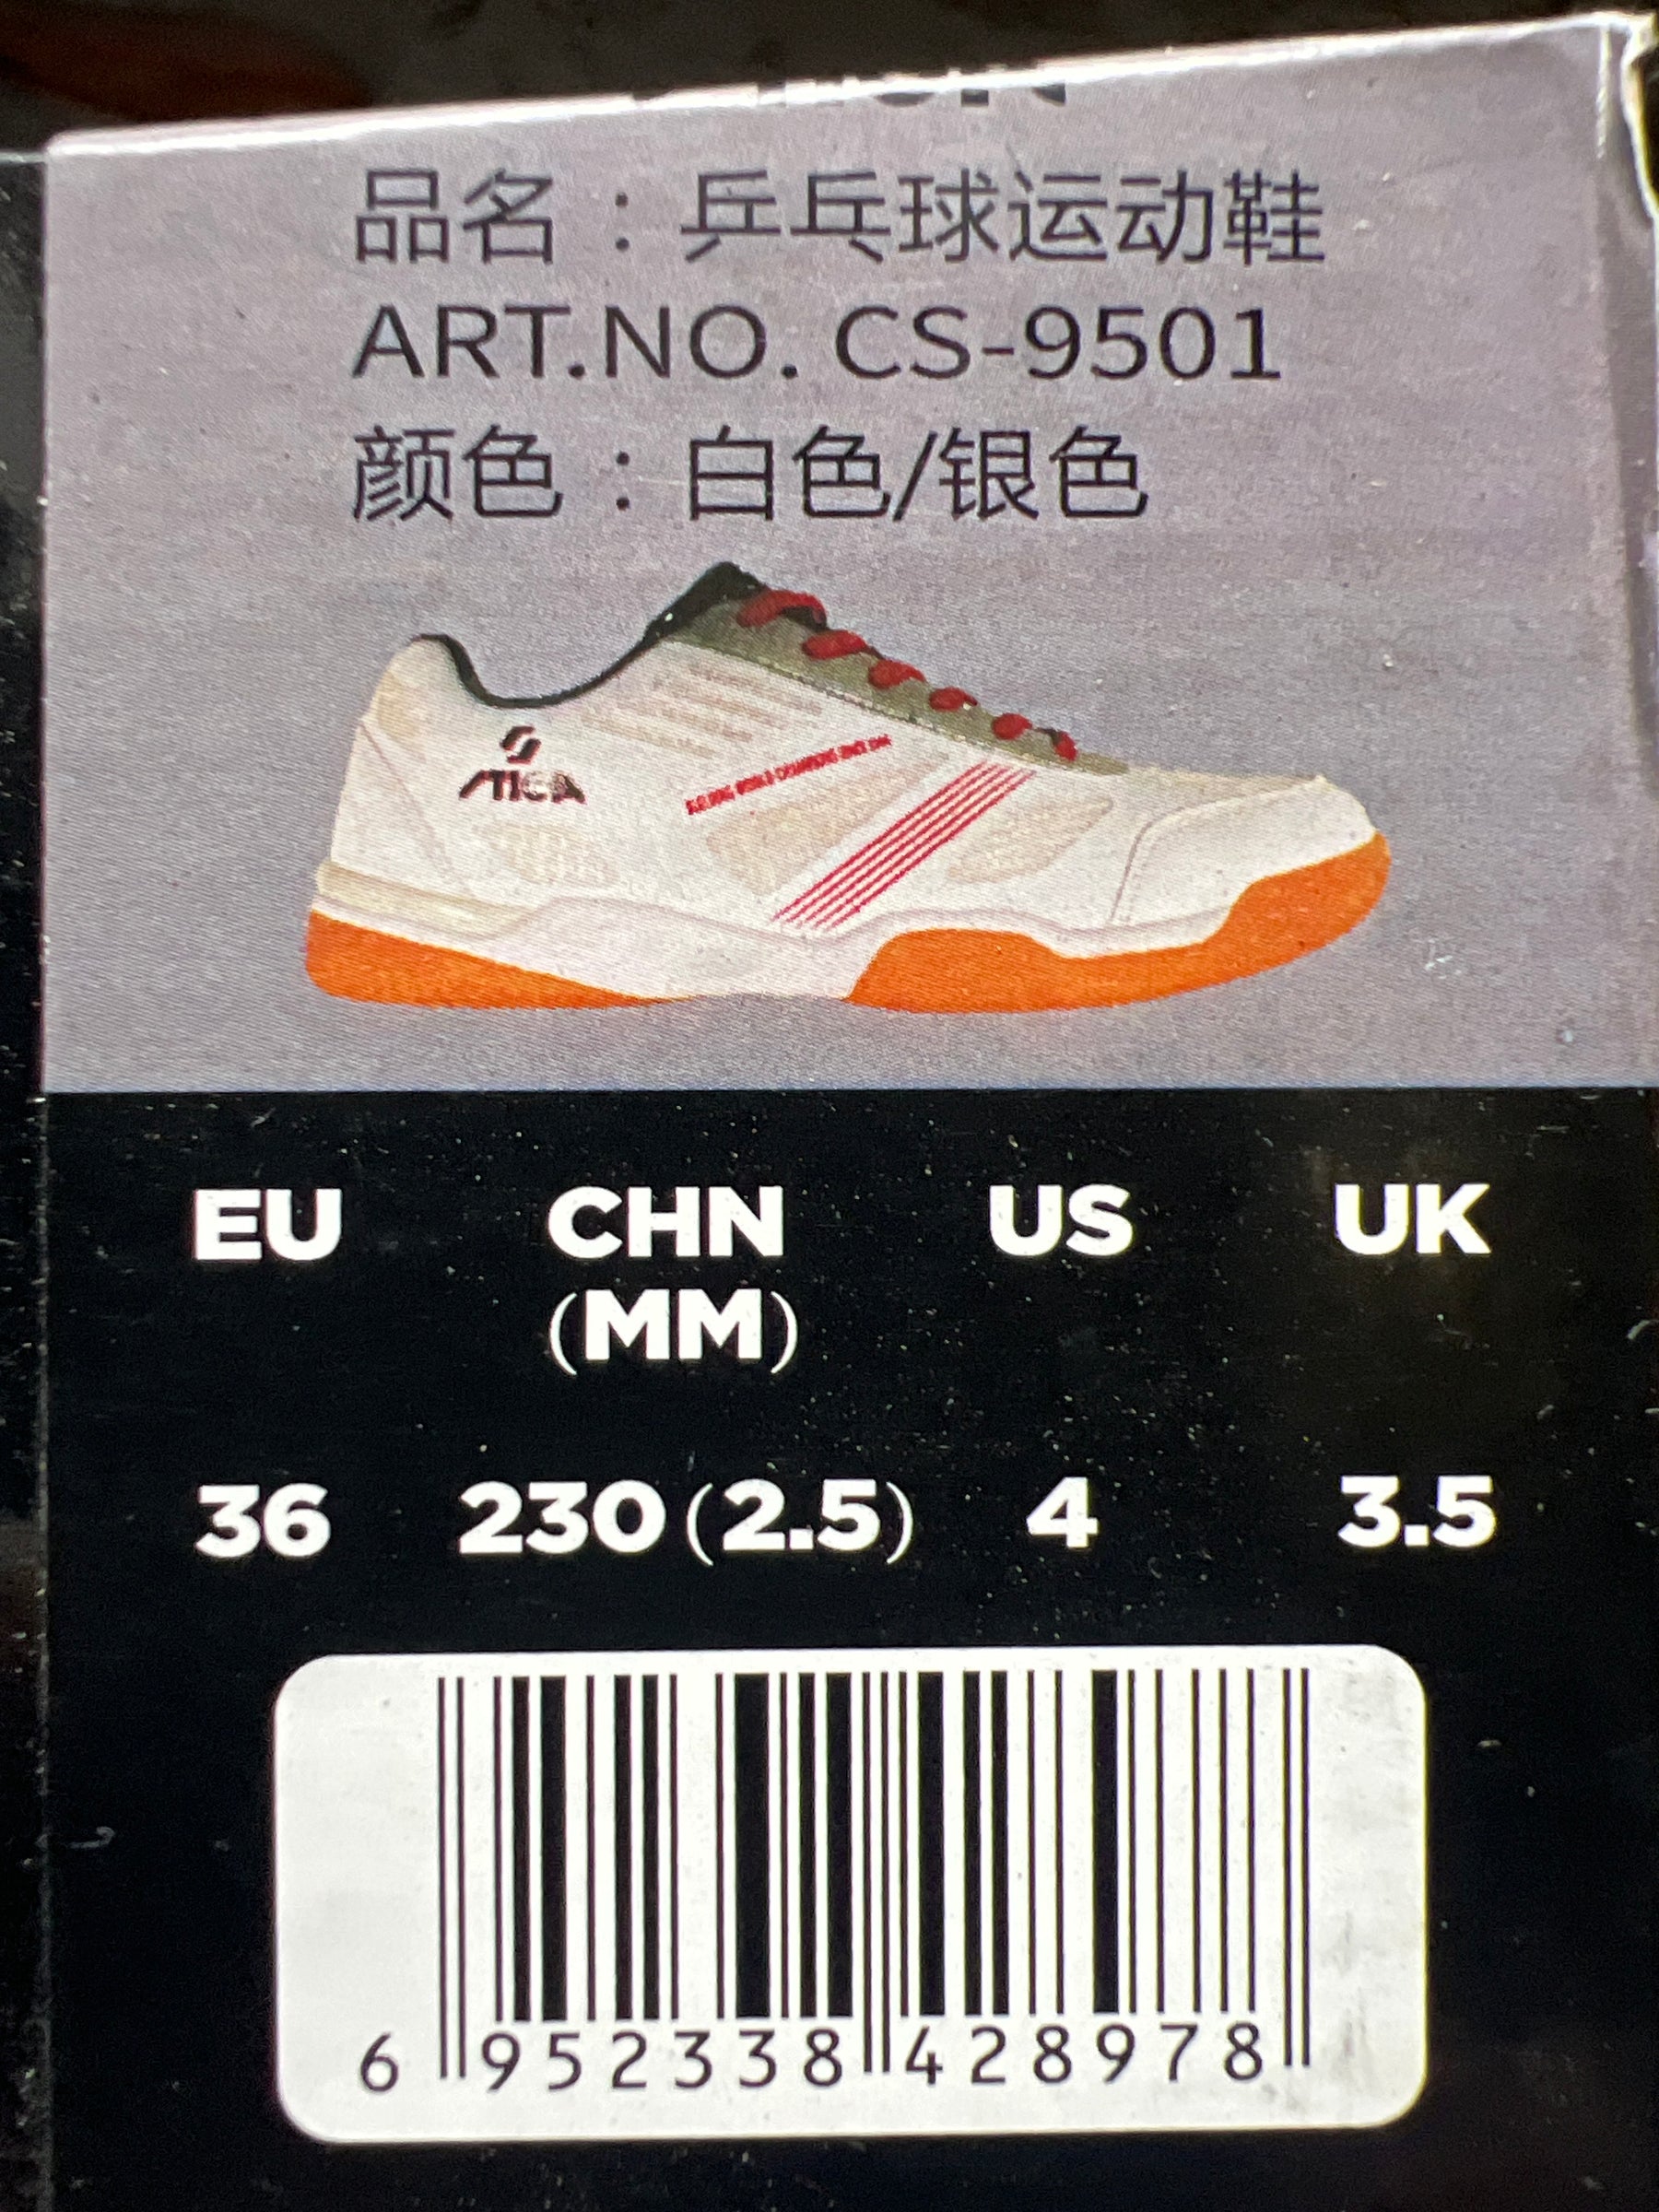 品名：乒乓球运动鞋
ART.NO. CS-9501
颜色：白色/银色
STIGA
EU CHN US UK
(MM)
36 230(2.5) 4 3.5
6 952338 428978